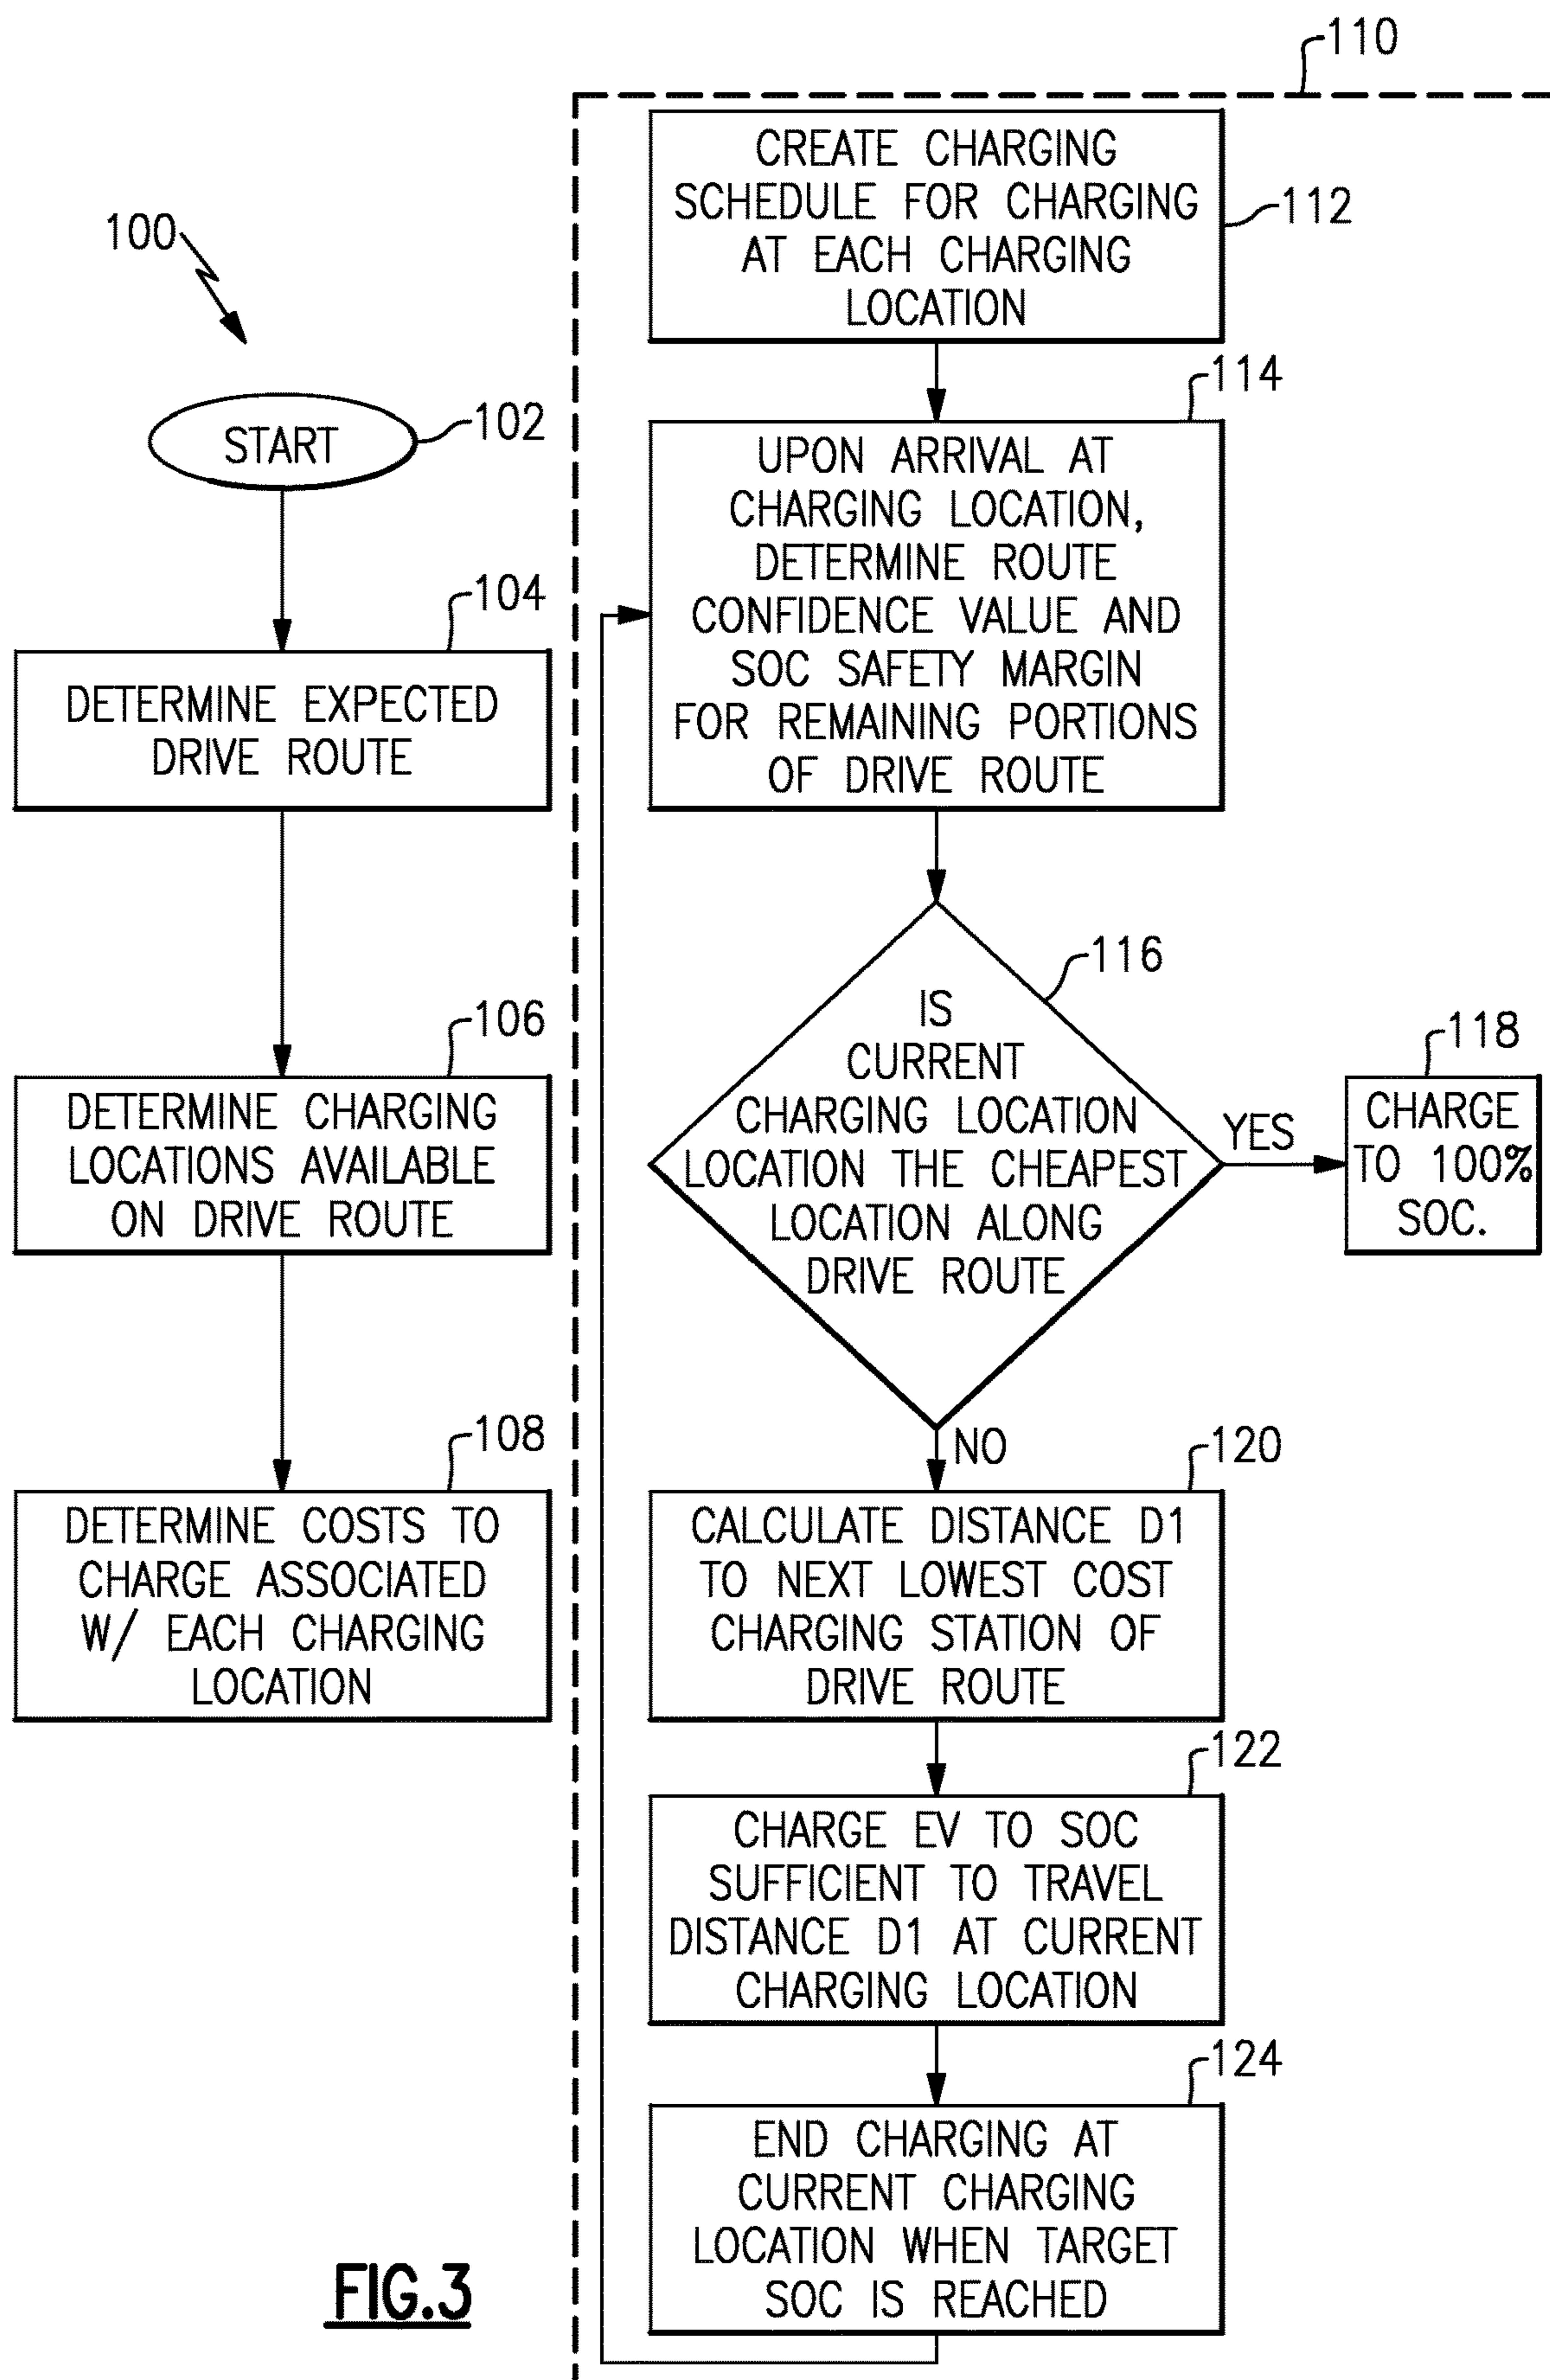 100
START
102
104
DETERMINE EXPECTED
DRIVE ROUTE
106
DETERMINE CHARGING
LOCATIONS AVAILABLE
ON DRIVE ROUTE
108
DETERMINE COSTS TO
CHARGE ASSOCIATED
W/ EACH CHARGING
LOCATION
110
CREATE CHARGING
SCHEDULE FOR CHARGING
AT EACH CHARGING
LOCATION
112
114
UPON ARRIVAL AT
CHARGING LOCATION,
DETERMINE ROUTE
CONFIDENCE VALUE AND
SOC SAFETY MARGIN
FOR REMAINING PORTIONS
OF DRIVE ROUTE
116
IS
CURRENT
CHARGING LOCATION
LOCATION THE CHEAPEST
LOCATION ALONG
DRIVE ROUTE
YES
118
CHARGE
TO 100%
SOC.
NO
120
CALCULATE DISTANCE D1
TO NEXT LOWEST COST
CHARGING STATION OF
DRIVE ROUTE
122
CHARGE EV TO SOC
SUFFICIENT TO TRAVEL
DISTANCE D1 AT CURRENT
CHARGING LOCATION
124
END CHARGING AT
CURRENT CHARGING
LOCATION WHEN TARGET
SOC IS REACHED
FIG.3